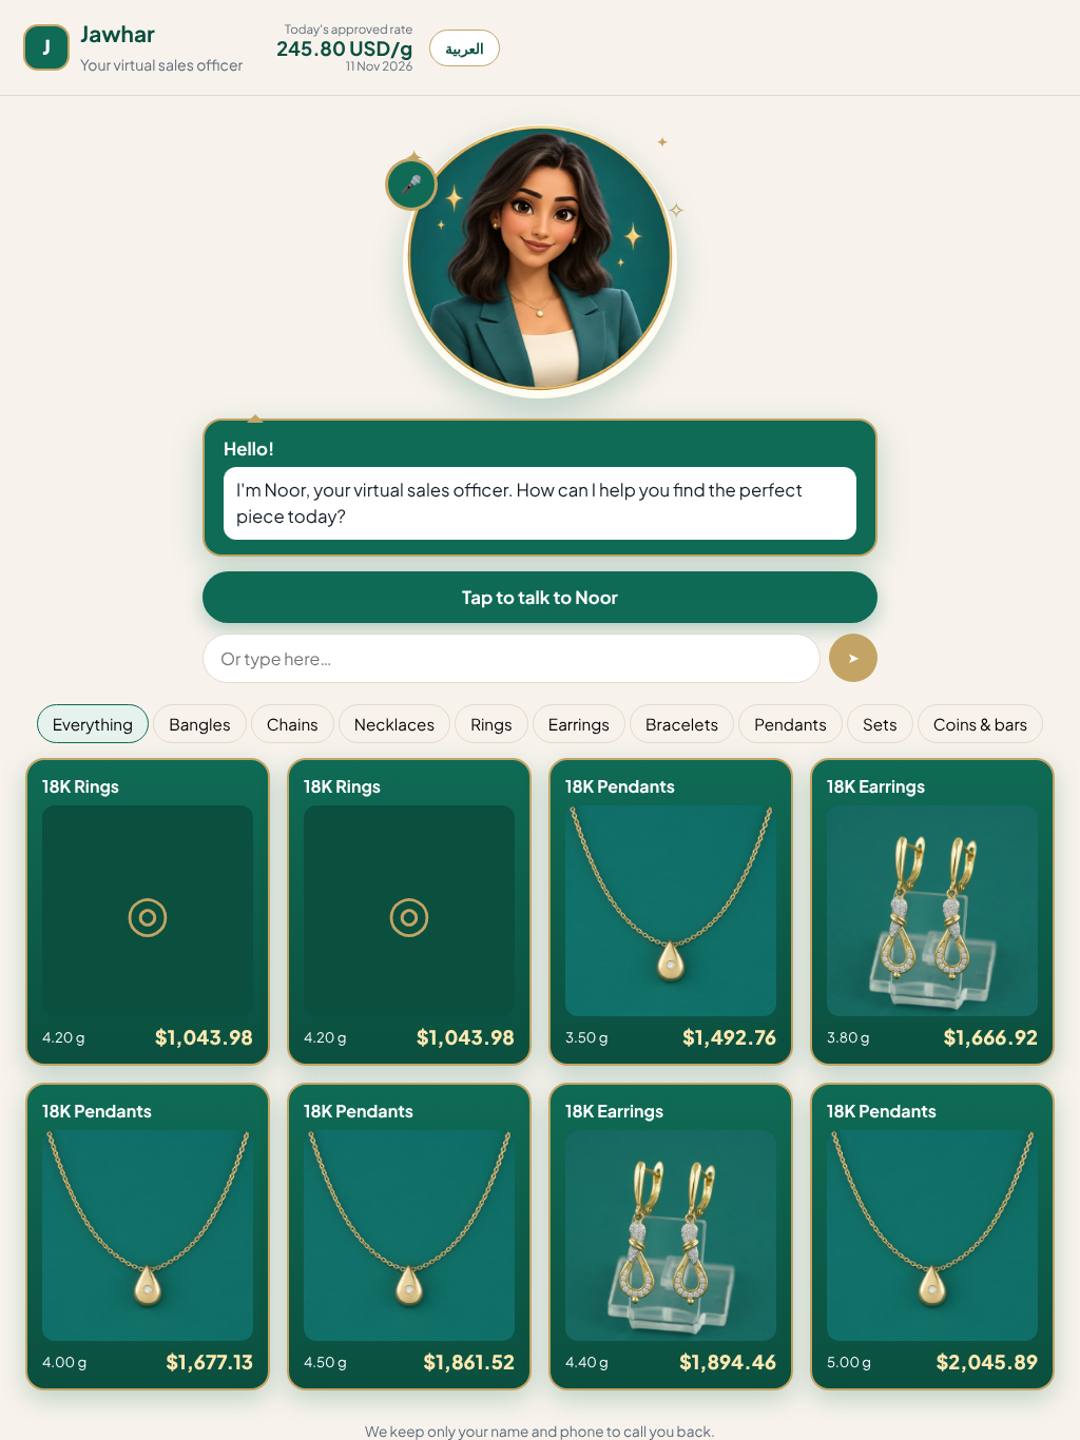 J
Jawhar
Your virtual sales officer
Today's approved rate
245.80 USD/g
11 Nov 2026
العربية
Hello!
I'm Noor, your virtual sales officer. How can I help you find the perfect
piece today?
Tap to talk to Noor
Or type here...
Everything
Bangles
Chains
Necklaces
Rings
Earrings
Bracelets
Pendants
Sets
Coins & bars
18K Rings
4.20 g
$1,043.98
18K Rings
4.20 g
$1,043.98
18K Pendants
3.50 g
$1,492.76
18K Earrings
3.80 g
$1,666.92
18K Pendants
4.00 g
$1,677.13
18K Pendants
4.50 g
$1,861.52
18K Earrings
4.40 g
$1,894.46
18K Pendants
5.00 g
$2,045.89
We keep only your name and phone to call you back.